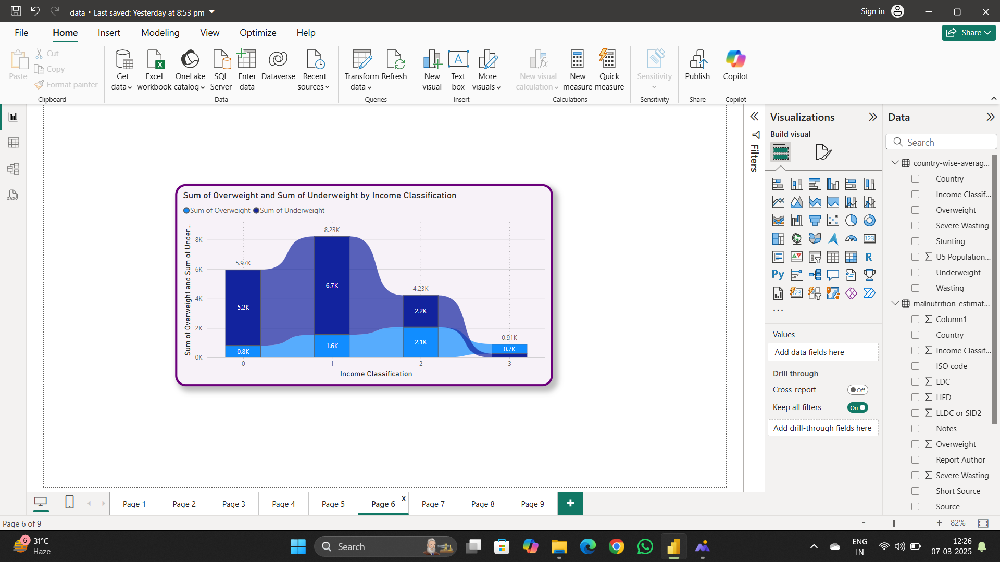 data • Last saved: Yesterday at 8:53 pm
Sign in
File Home Insert Modeling View Optimize Help
Share
Paste
Cut
Copy
Format painter
Clipboard
Get data
Excel workbook
OneLake catalog
SQL Server
Enter data
Dataverse
Recent sources
Data
Transform data
Refresh
Queries
New visual
Text box
More visuals
Insert
New visual calculation
New measure
Quick measure
Calculations
Sensitivity
Sensitivity
Publish
Share
Copilot
Copilot
Sum of Overweight and Sum of Underweight by Income Classification
Sum of Overweight Sum of Underweight
Sum of Overweight and Sum of Under...
8K
6K
4K
2K
0K
5.97K
5.2K
0.8K
8.23K
6.7K
1.6K
4.23K
2.2K
2.1K
0.91K
0.7K
0 1 2 3
Income Classification
Filters
Visualizations
Build visual
123
R
Py
123
...
Values
Add data fields here
Drill through
Cross-report
Off
Keep all filters
On
Add drill-through fields here
Data
Search
country-wise-averag...
Country
Income Classif...
Overweight
Severe Wasting
Stunting
U5 Population...
Underweight
Wasting
malnutrition-estimat...
Column1
Country
Income Classif...
ISO code
LDC
LIFD
LLDC or SID2
Notes
Overweight
Report Author
Severe Wasting
Short Source
Source
Page 1 Page 2 Page 3 Page 4 Page 5 Page 6 x Page 7 Page 8 Page 9 +
Page 6 of 9
- + 82%
6
31°C
Haze
Search
ENG
IN
12:26
07-03-2025
DAX